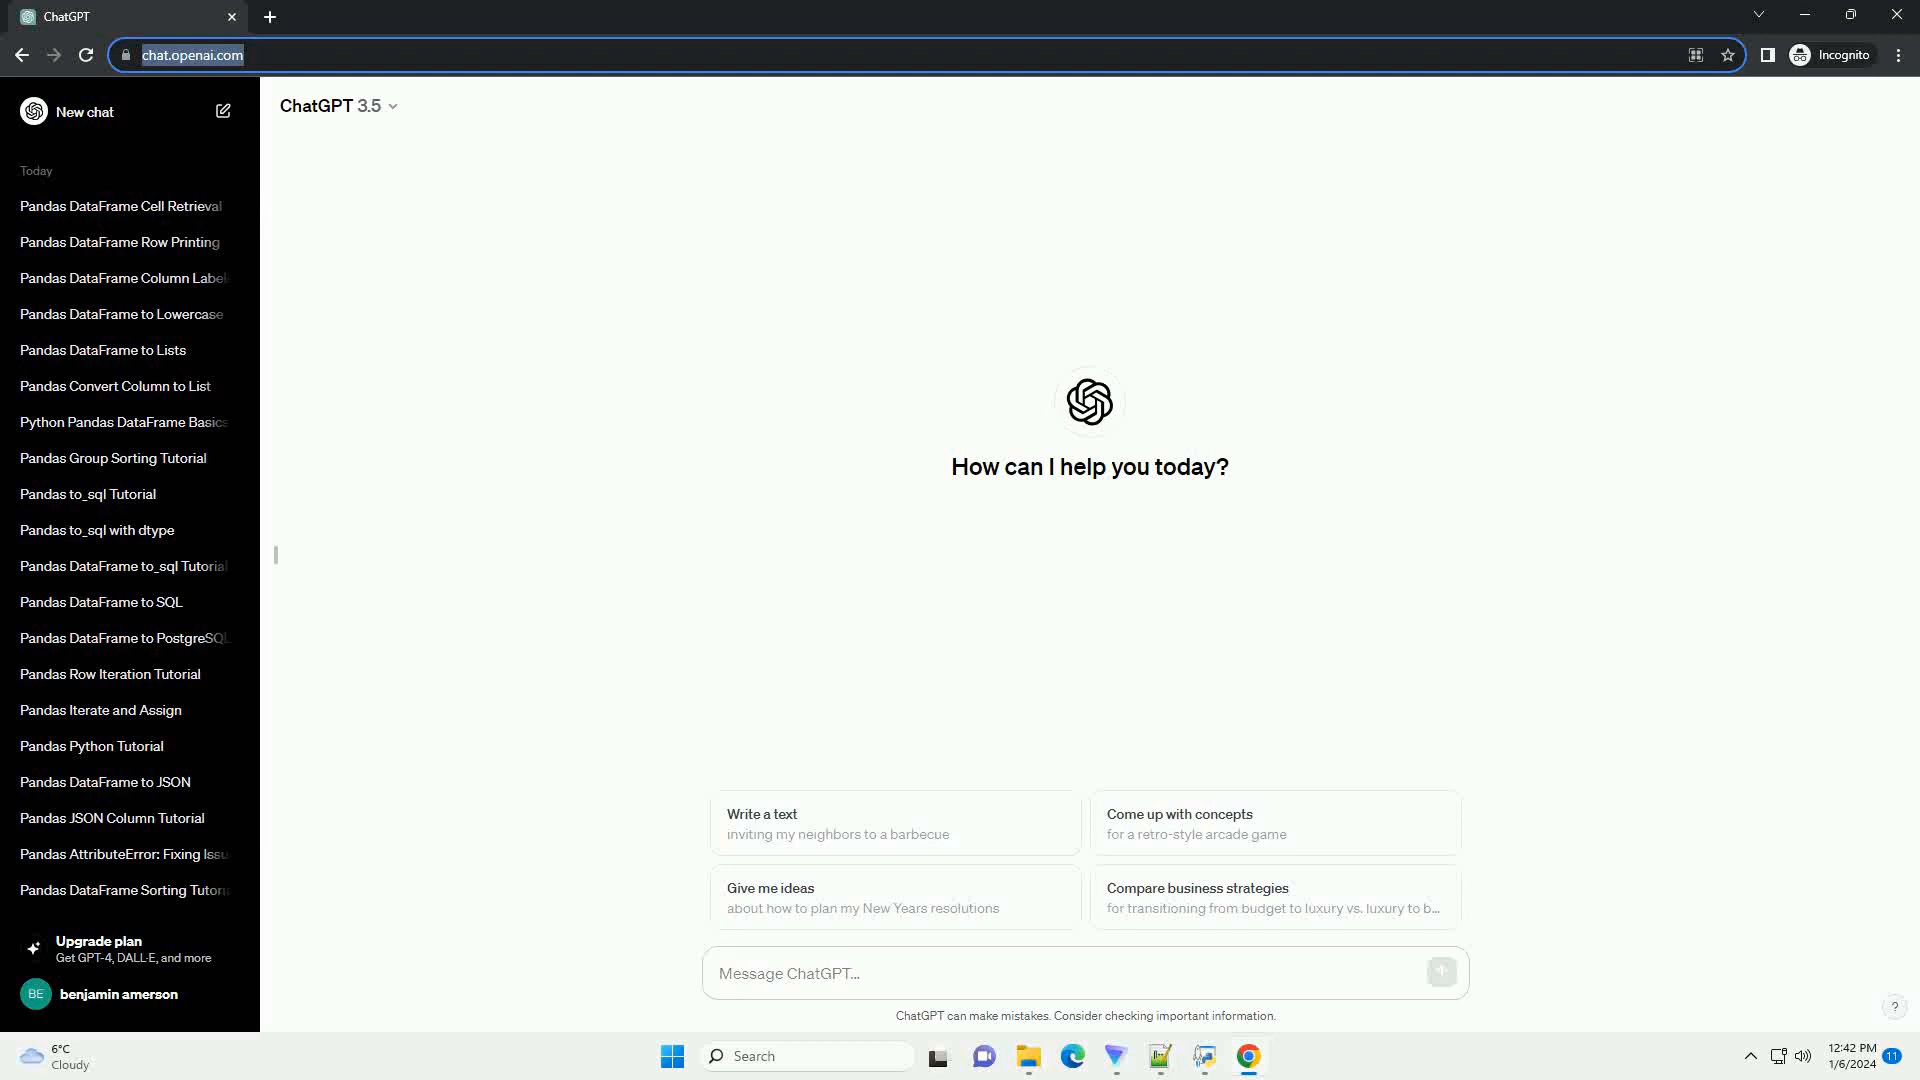 ChatGPT
chat.openai.com
Incognito
New chat
ChatGPT 3.5
Today
Pandas DataFrame Cell Retrieval
Pandas DataFrame Row Printing
Pandas DataFrame Column Label
Pandas DataFrame to Lowercase
Pandas DataFrame to Lists
Pandas Convert Column to List
Python Pandas DataFrame Basics
Pandas Group Sorting Tutorial
Pandas to_sql Tutorial
Pandas to_sql with dtype
Pandas DataFrame to_sql Tutorial
Pandas DataFrame to SQL
Pandas DataFrame to PostgreSQL
Pandas Row Iteration Tutorial
Pandas Iterate and Assign
Pandas Python Tutorial
Pandas DataFrame to JSON
Pandas JSON Column Tutorial
Pandas AttributeError: Fixing Issu
Pandas DataFrame Sorting Tutori
Upgrade plan
Get GPT-4, DALL·E, and more
BE benjamin amerson
How can I help you today?
Write a text
inviting my neighbors to a barbecue
Come up with concepts
for a retro-style arcade game
Give me ideas
about how to plan my New Years resolutions
Compare business strategies
for transitioning from budget to luxury vs. luxury to b...
Message ChatGPT...
ChatGPT can make mistakes. Consider checking important information.
?
6°C
Cloudy
Search
12:42 PM
1/6/2024
11